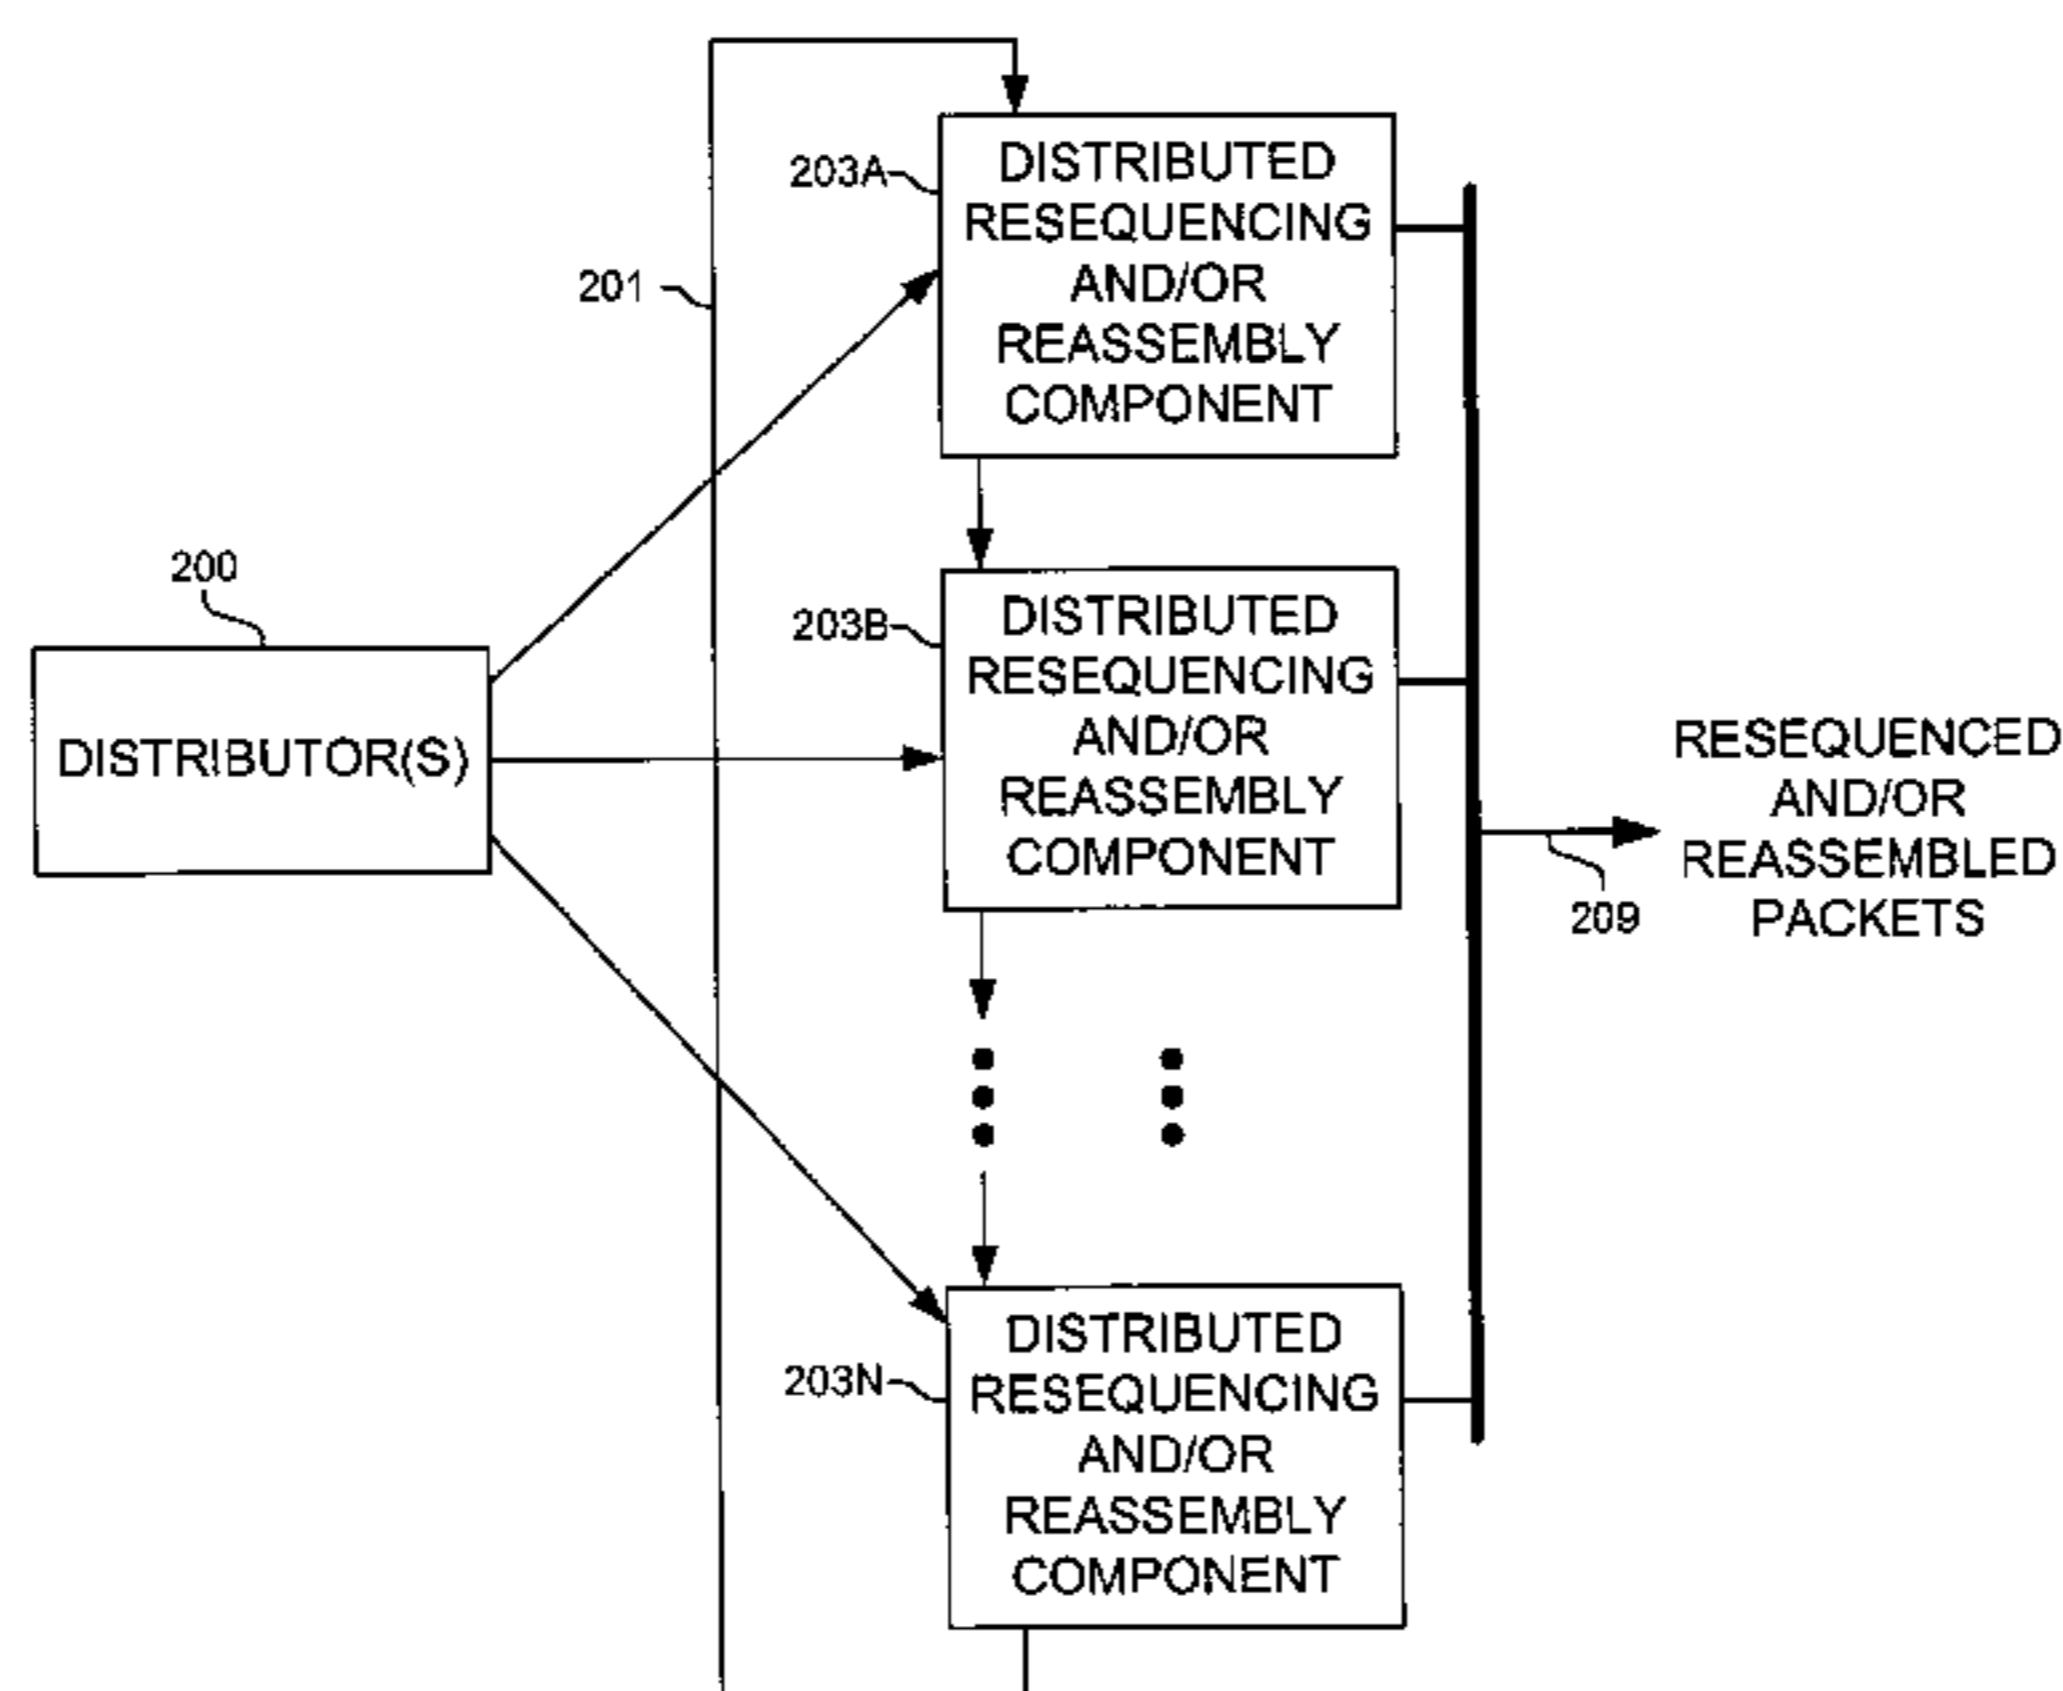 203A
DISTRIBUTED
RESEQUENCING
AND/OR
REASSEMBLY
COMPONENT
201
200
DISTRIBUTOR(S)
203B
DISTRIBUTED
RESEQUENCING
AND/OR
REASSEMBLY
COMPONENT
RESEQUENCED
AND/OR
REASSEMBLED
PACKETS
209
203N
DISTRIBUTED
RESEQUENCING
AND/OR
REASSEMBLY
COMPONENT